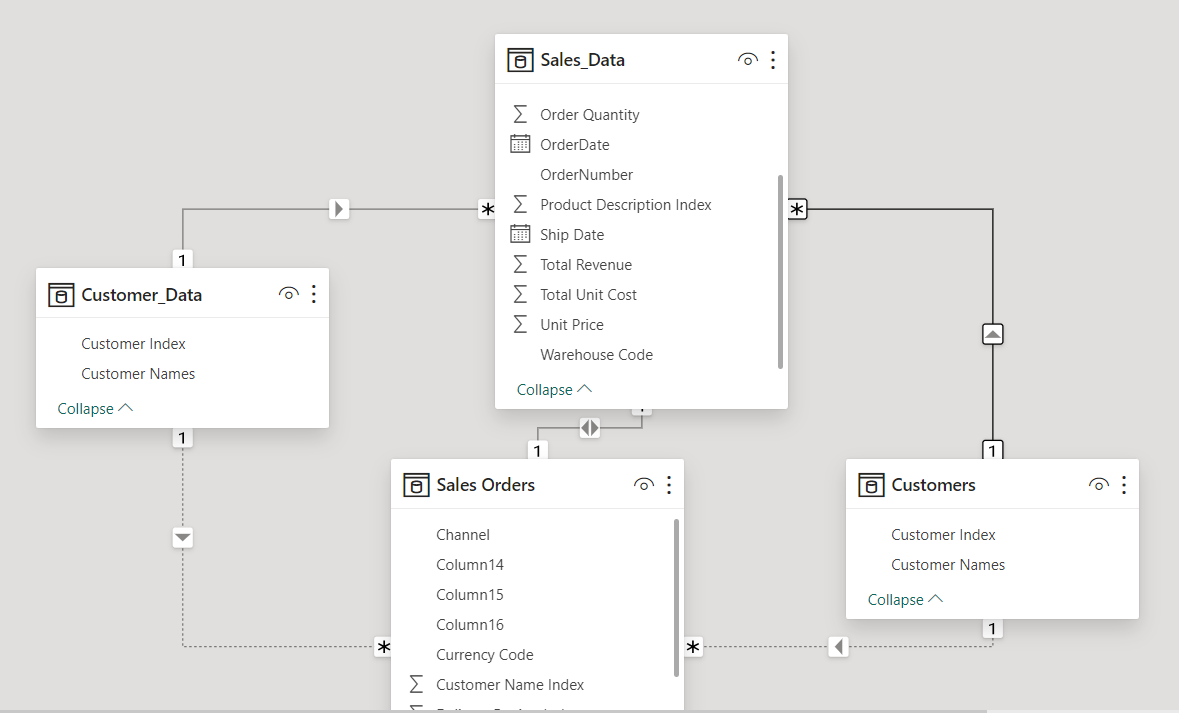 Sales_Data
Order Quantity
OrderDate
OrderNumber
Product Description Index
Ship Date
Total Revenue
Total Unit Cost
Unit Price
Warehouse Code
Collapse
*
*
1
Customer_Data
Customer Index
Customer Names
Collapse
1
1
1
Sales Orders
Channel
Column14
Column15
Column16
Currency Code
Customer Name Index
*
*
1
Customers
Customer Index
Customer Names
Collapse
1